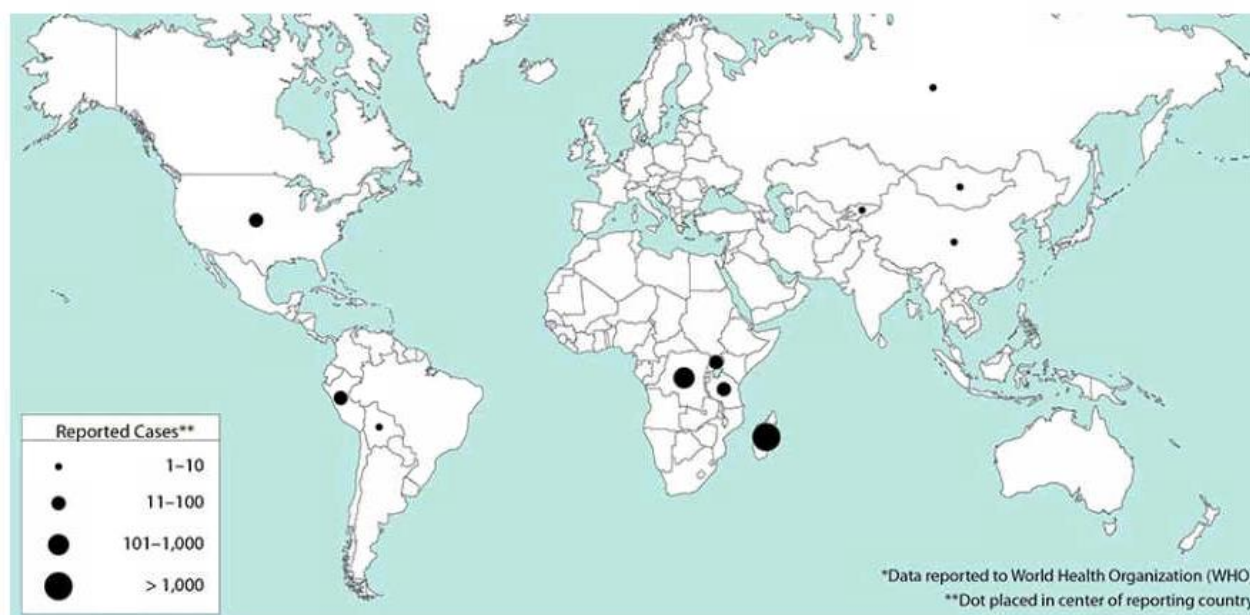 Reported Cases**
1–10
11–100
101–1,000
> 1,000
*Data reported to World Health Organization (WHO
**Dot placed in center of reporting country